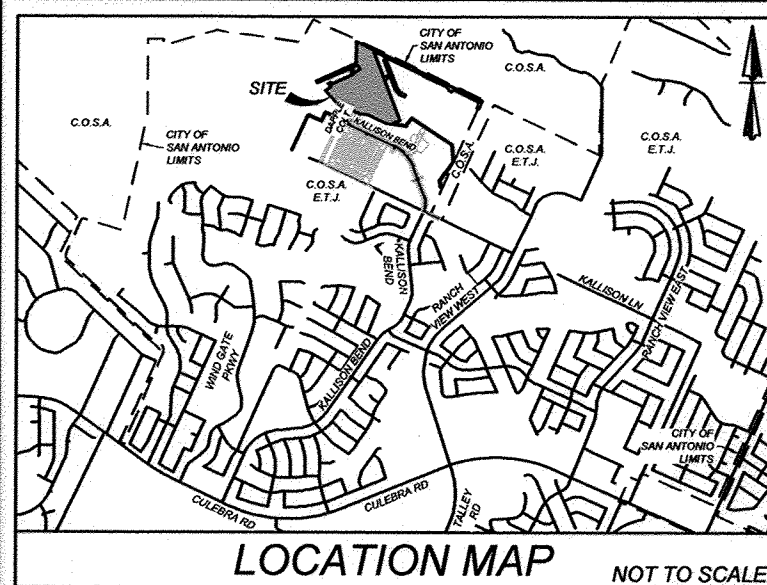 CITY OF
SAN ANTONIO
LIMITS
C.O.S.A.
SITE
C.O.S.A.
CITY OF
SAN ANTONIO
LIMITS
DAPPLE
COLT
KALLISON BEND
C.O.S.A.
C.O.S.A.
E.T.J.
C.O.S.A.
E.T.J.
C.O.S.A.
E.T.J.
KALLISON
BEND
RANCH
VIEW WEST
KALLISON LN
RANCH VIEW EAST
WIND GATE
PKWY
KALLISON BEND
CITY OF
SAN ANTONIO
LIMITS
CULEBRA RD
CULEBRA RD
TALLEY
RD
LOCATION MAP
NOT TO SCALE